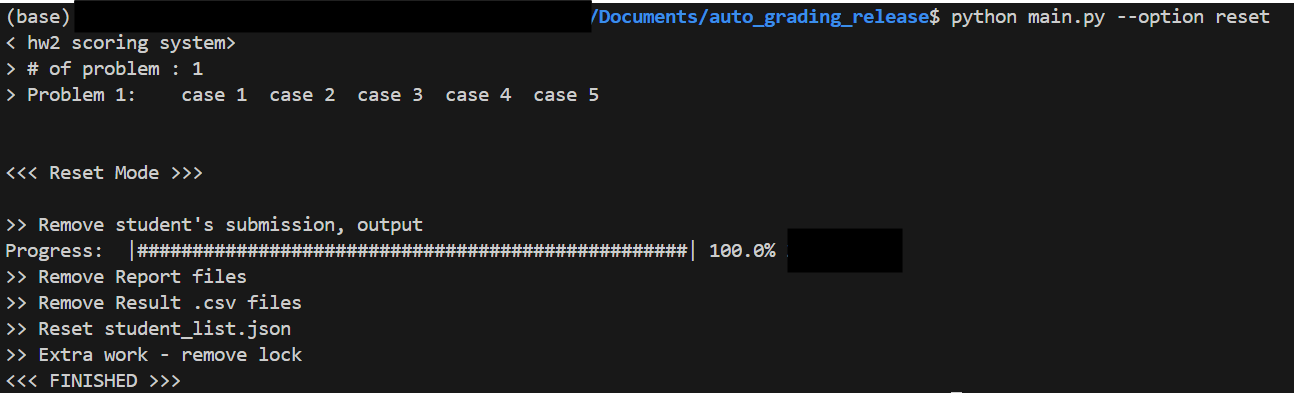 (base) /Documents/auto_grading_release$ python main.py --option reset
< hw2 scoring system>
> # of problem : 1
> Problem 1:    case 1  case 2  case 3  case 4  case 5
<<< Reset Mode >>>
>> Remove student's submission, output
Progress:  |##################################################| 100.0%
>> Remove Report files
>> Remove Result .csv files
>> Reset student_list.json
>> Extra work - remove lock
<<< FINISHED >>>